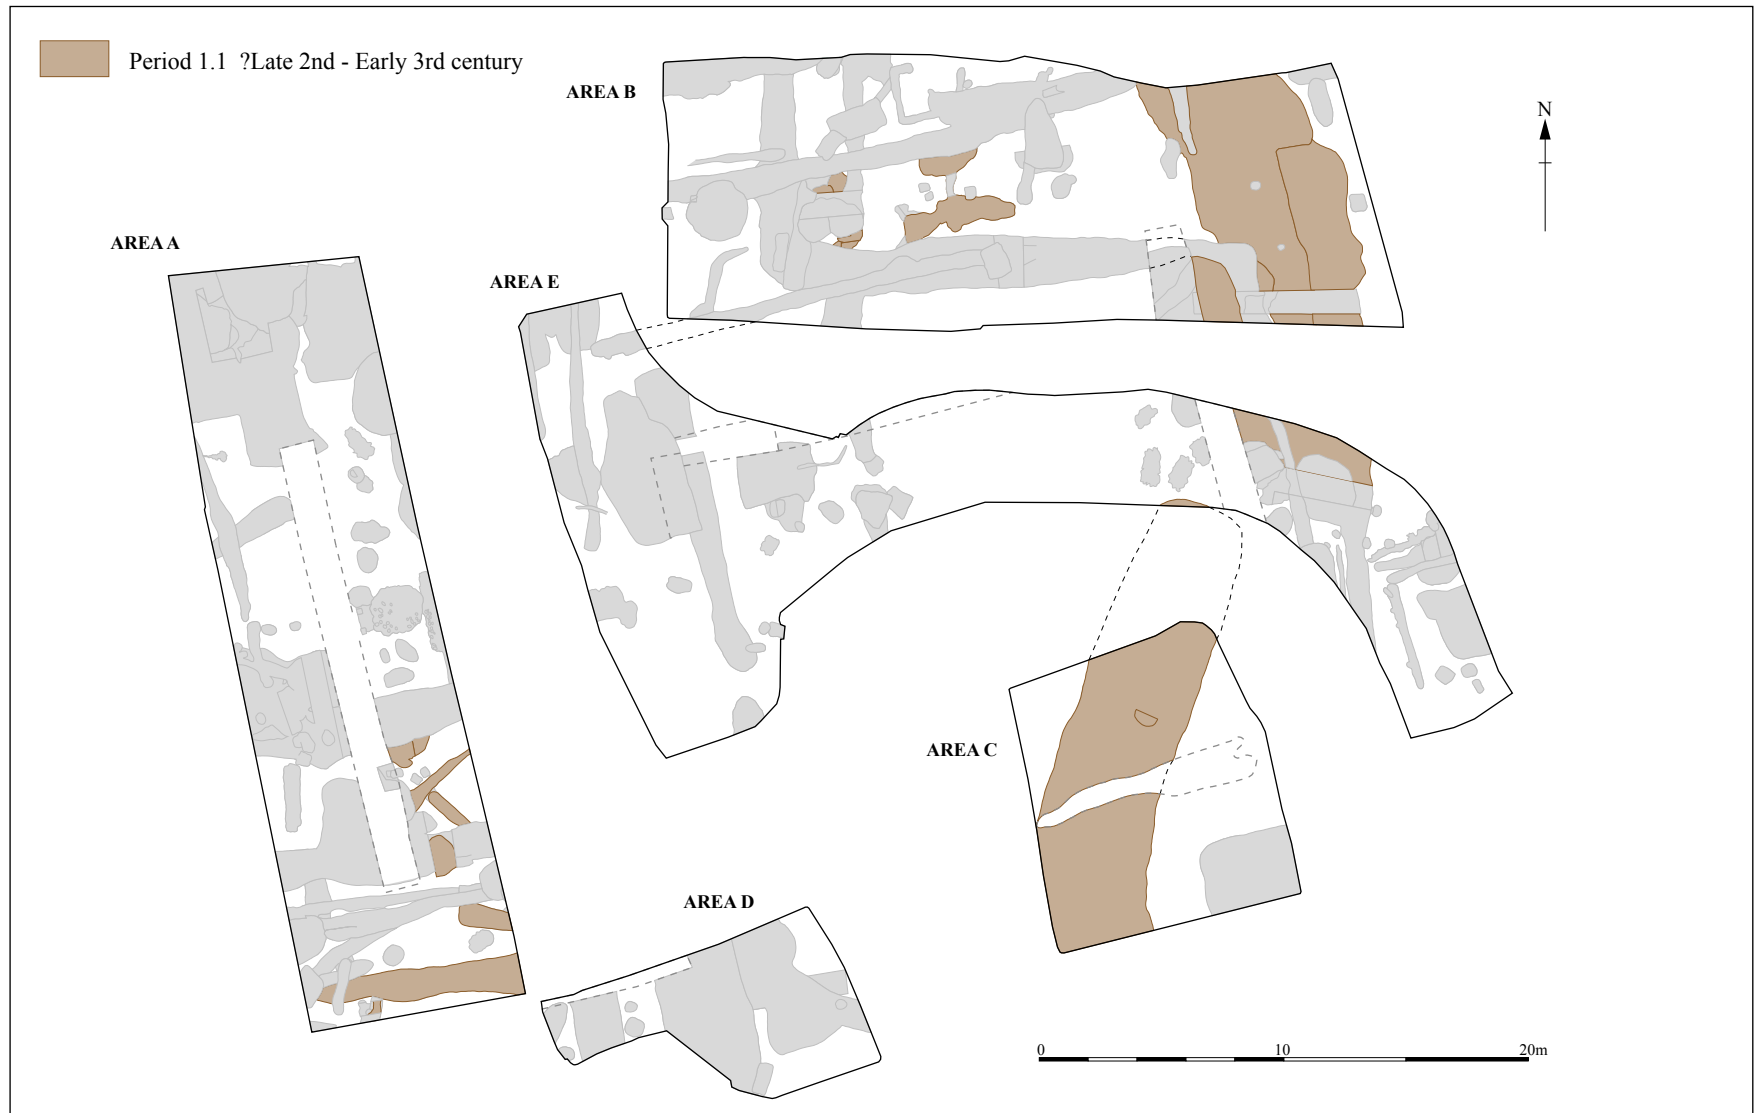 Period 1.1 ?Late 2nd - Early 3rd century
AREA B
N
AREA A
AREA E
AREA C
AREA D
0 10 20m